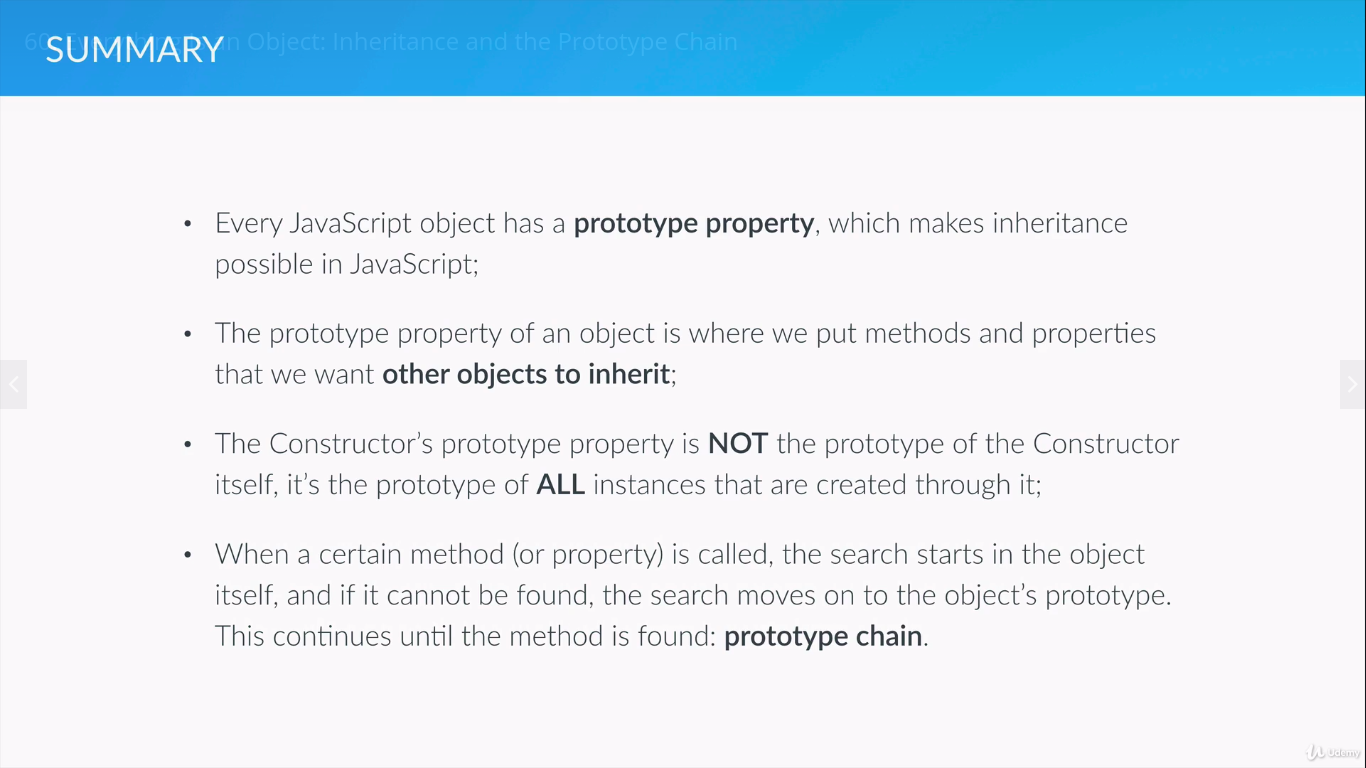 60. Everything Is an Object: Inheritance and the Prototype Chain
SUMMARY
• Every JavaScript object has a prototype property, which makes inheritance
possible in JavaScript;
• The prototype property of an object is where we put methods and properties
that we want other objects to inherit;
• The Constructor’s prototype property is NOT the prototype of the Constructor
itself, it’s the prototype of ALL instances that are created through it;
• When a certain method (or property) is called, the search starts in the object
itself, and if it cannot be found, the search moves on to the object’s prototype.
This continues until the method is found: prototype chain.
Udemy